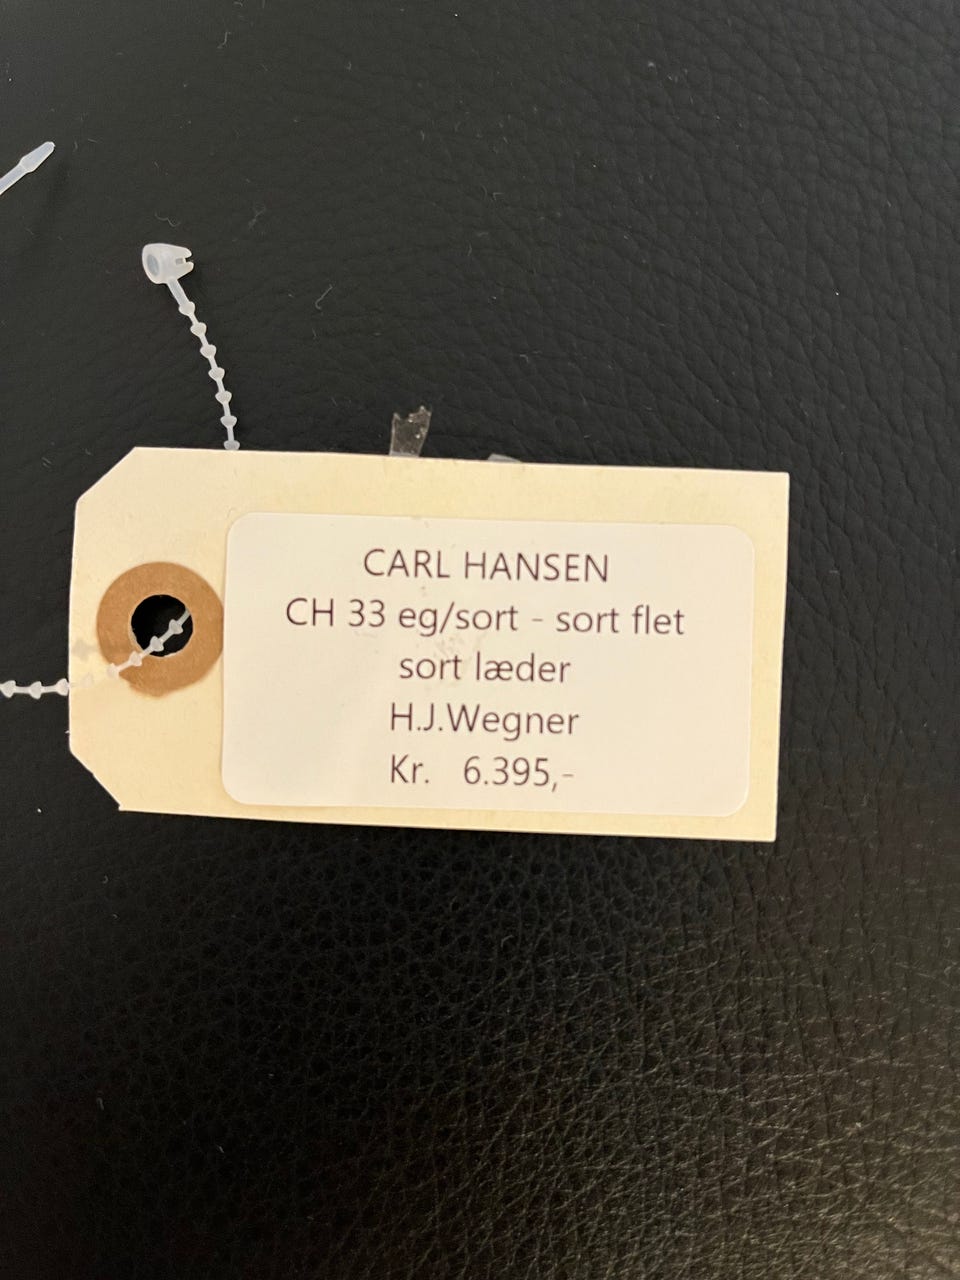 CARL HANSEN
CH 33 eg/sort - sort flet
sort læder
H.J.Wegner
Kr. 6.395,-